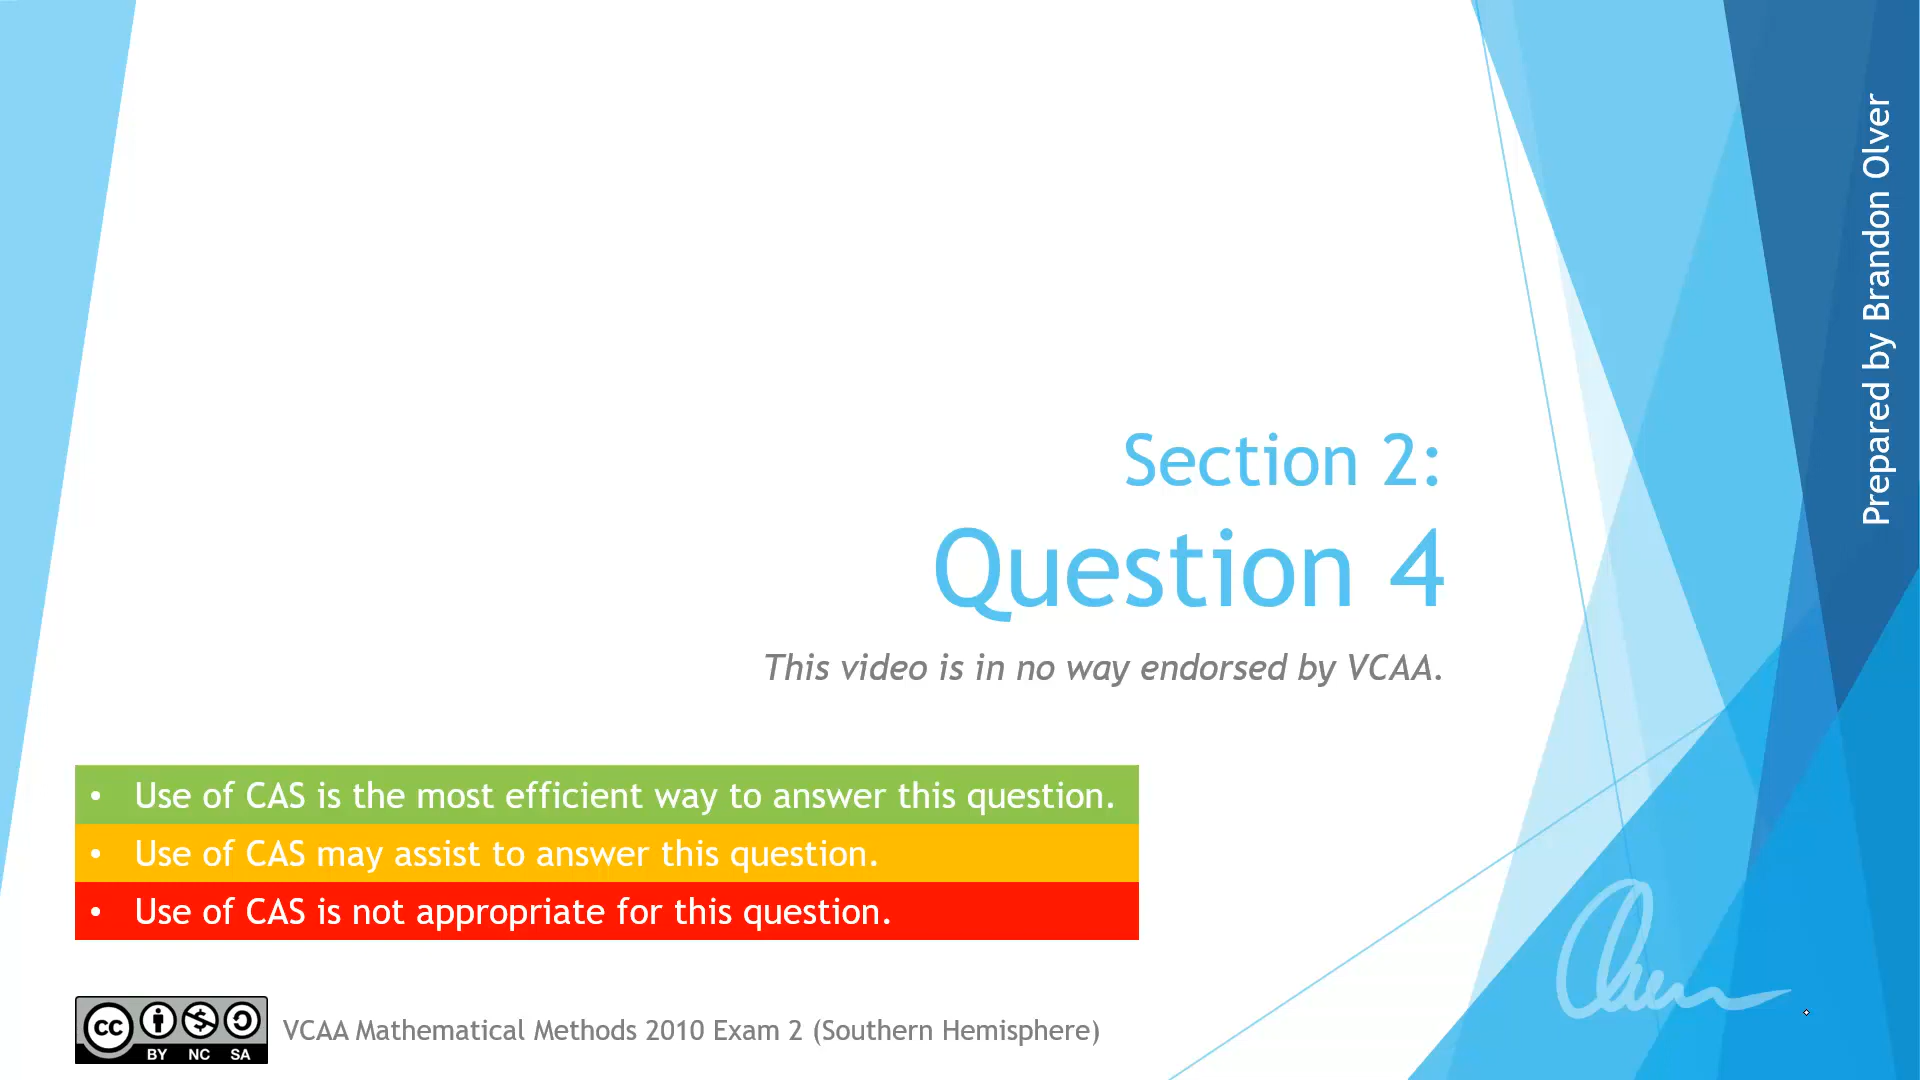 Prepared by Brandon Olver
Section 2:
Question 4
This video is in no way endorsed by VCAA.
• Use of CAS is the most efficient way to answer this question.
• Use of CAS may assist to answer this question.
• Use of CAS is not appropriate for this question.
cc
BY NC SA
VCAA Mathematical Methods 2010 Exam 2 (Southern Hemisphere)